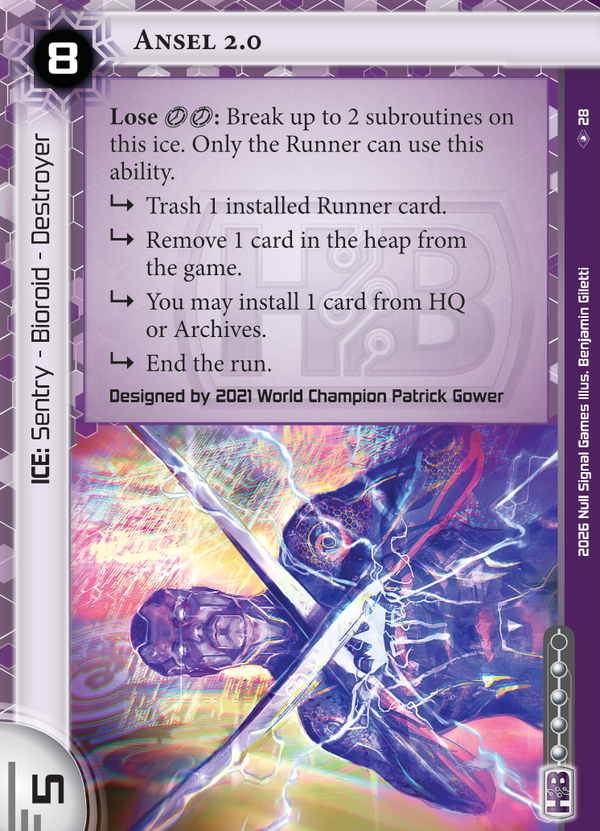 8
Ansel 2.0
Lose : Break up to 2 subroutines on
this ice. Only the Runner can use this
ability.
Trash 1 installed Runner card.
Remove 1 card in the heap from
the game.
You may install 1 card from HQ
or Archives.
End the run.
Designed by 2021 World Champion Patrick Gower
ICE: Sentry - Bioroid - Destroyer
5
28
2026 Null Signal Games Illus. Benjamin Giletti
HB
HB